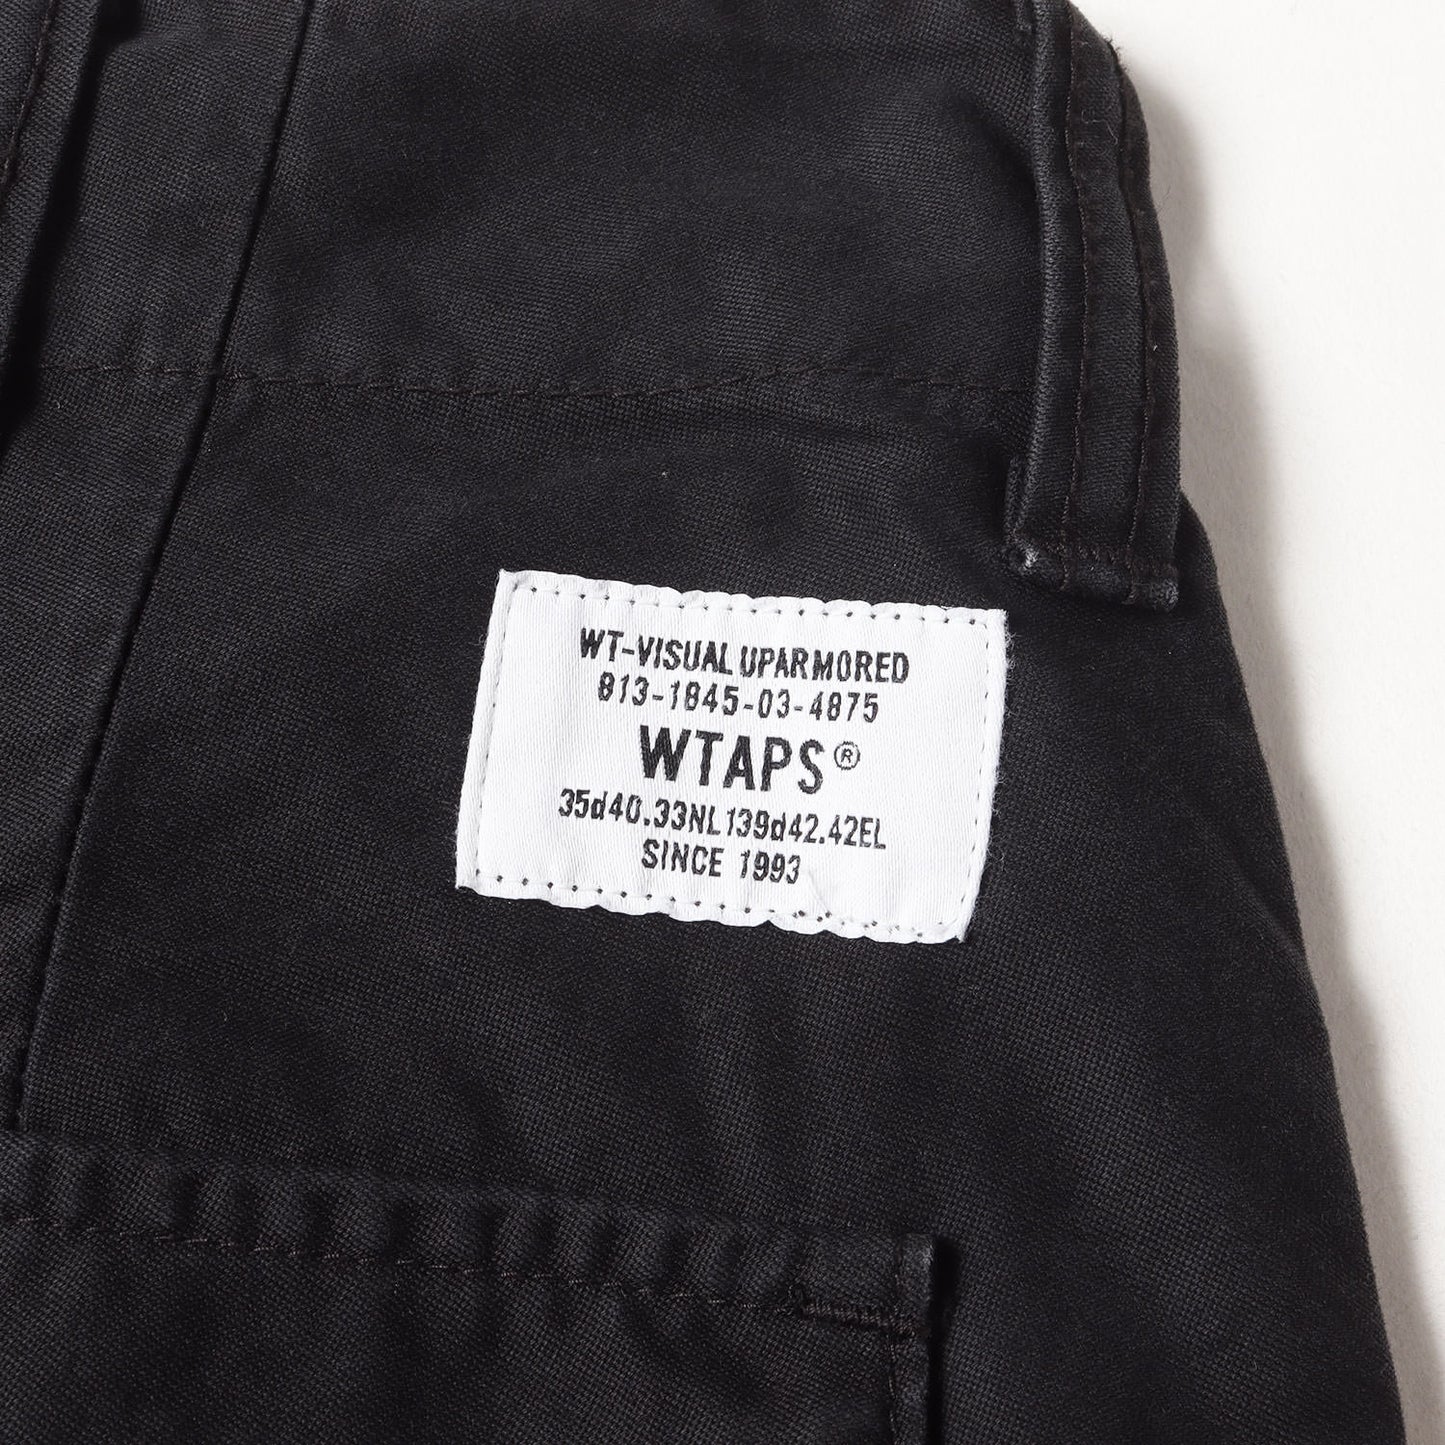 WT-VISUAL UPARMORED
813-1845-03-4875
WTAPS®
35d40.33NL139d42.42EL
SINCE 1993